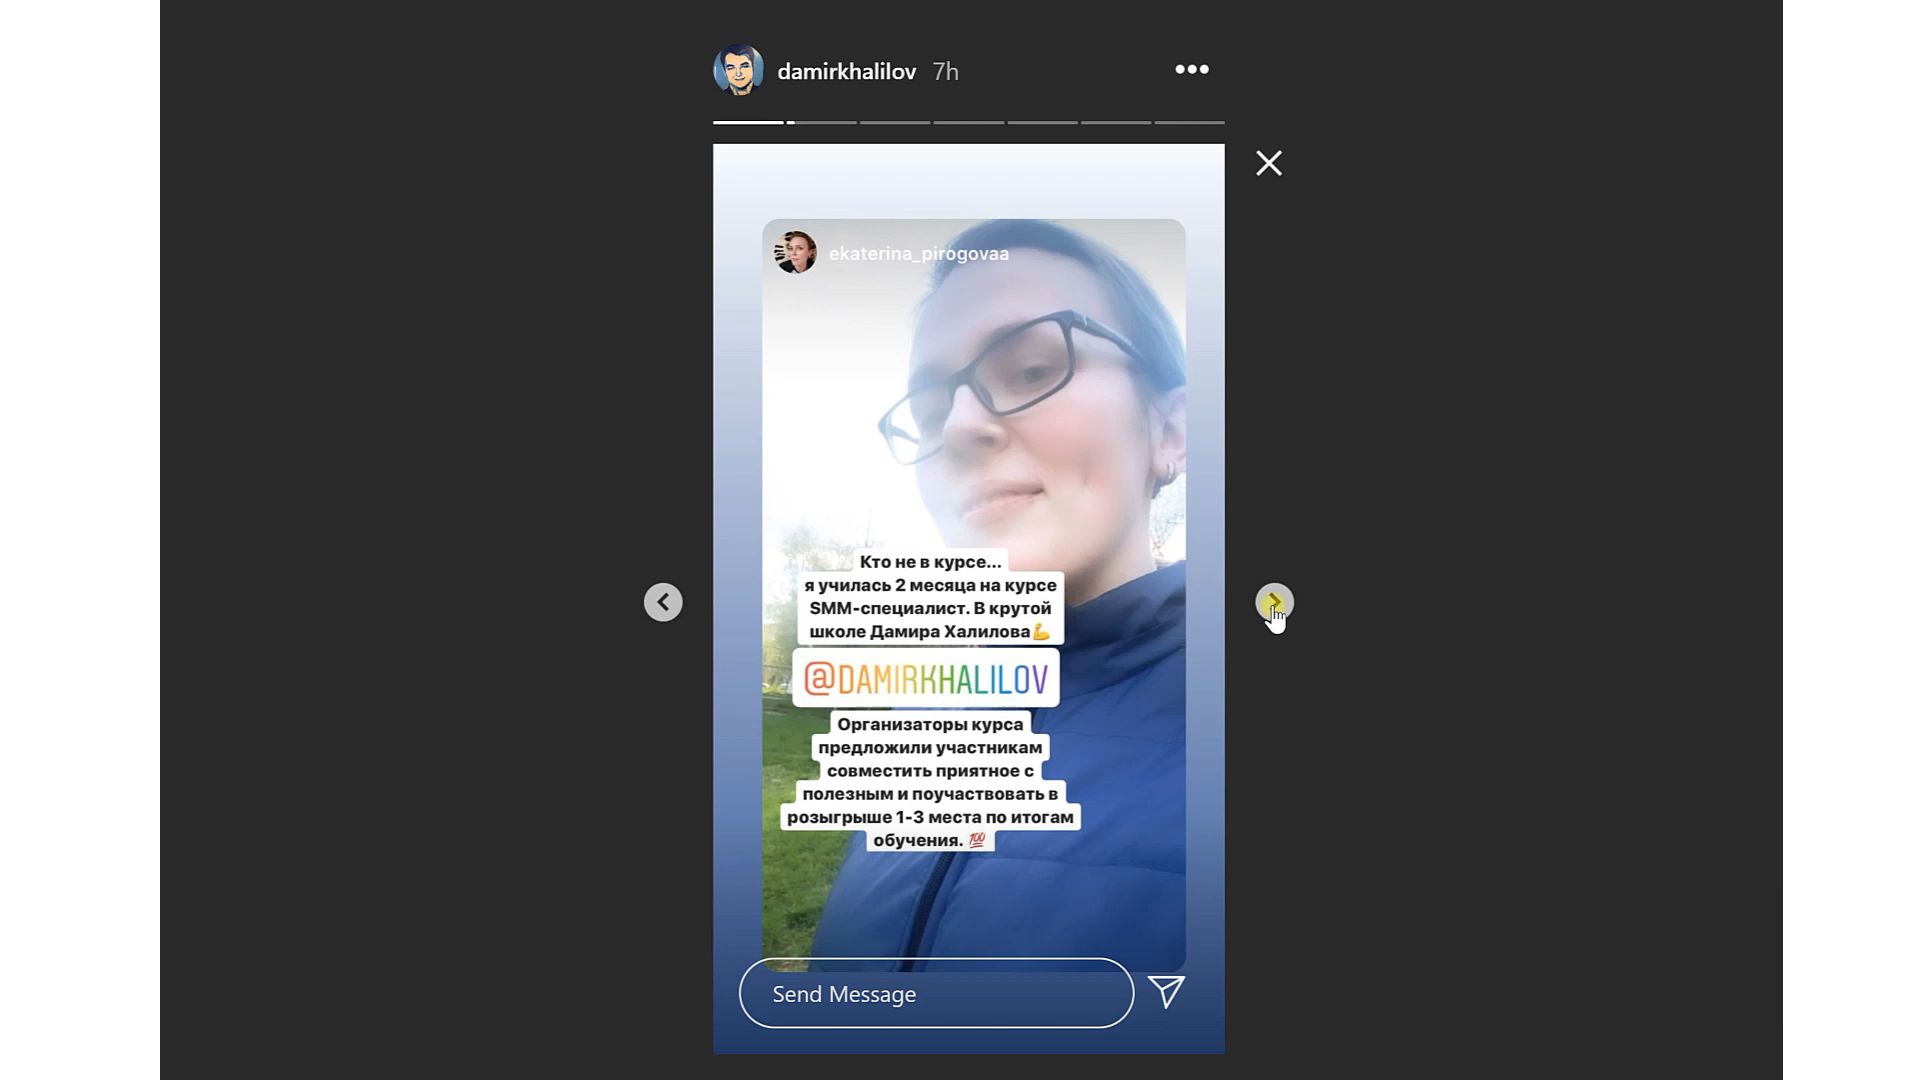 damirkhalilov 7h
ekaterina_pirogovaa
Кто не в курсе...
я училась 2 месяца на курсе
SMM-специалист. В крутой
школе Дамира Халилова💪
@DAMIRKHALILOV
Организаторы курса
предложили участникам
совместить приятное с
полезным и поучаствовать в
розыгрыше 1-3 места по итогам
обучения. 💯
Send Message